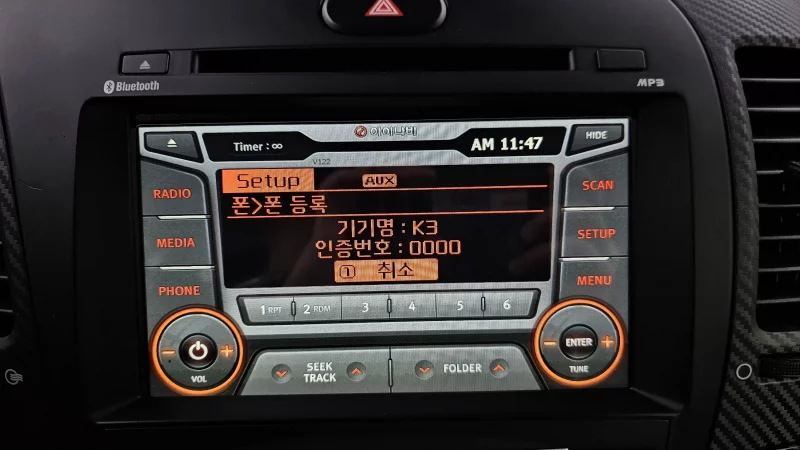 Bluetooth
MP3
아이나비
Timer : ∞
AM 11:47
HIDE
V122
Setup AUX
폰>폰 등록
기기명 : K3
인증번호 : 0000
① 취소
RADIO
MEDIA
PHONE
SCAN
SETUP
MENU
1 RPT 2 RDM 3 4 5 6
VOL
SEEK
TRACK
FOLDER
ENTER
TUNE